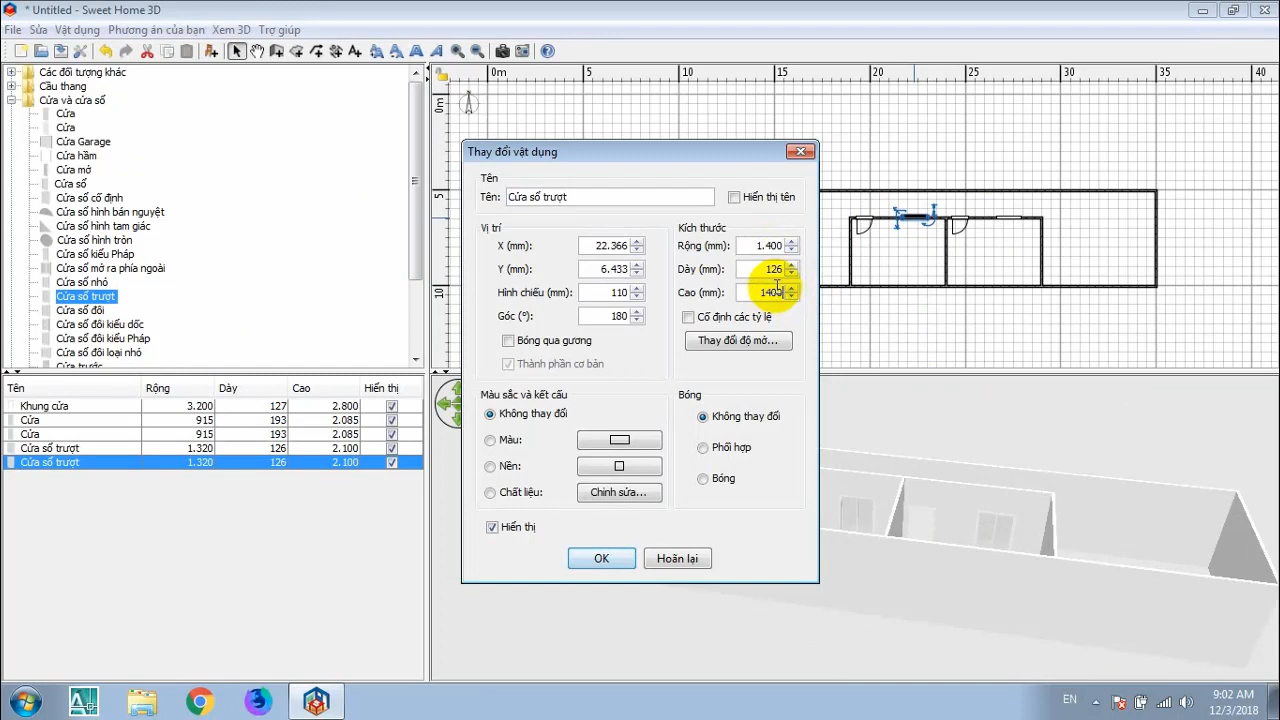 * Untitled - Sweet Home 3D
File Sửa Vật dụng Phương án của bạn Xem 3D Trợ giúp
Các đối tượng khác
Cầu thang
Cửa và cửa sổ
Cửa
Cửa
Cửa Garage
Cửa hầm
Cửa mở
Cửa sổ
Cửa sổ cố định
Cửa sổ hình bán nguyệt
Cửa sổ hình tam giác
Cửa sổ hình tròn
Cửa sổ kiểu Pháp
Cửa sổ mở ra phía ngoài
Cửa sổ nhỏ
Cửa sổ trượt
Cửa sổ đôi
Cửa sổ đôi kiểu dốc
Cửa sổ đôi kiểu Pháp
Cửa sổ đôi loại nhỏ
Cửa trước
Tên Rộng Dày Cao Hiển thị
Khung cửa 3.200 127 2.800
Cửa 915 193 2.085
Cửa 915 193 2.085
Cửa sổ trượt 1.320 126 2.100
Cửa sổ trượt 1.320 126 2.100
0m 5 10 15 20 25 30 35 40
0m
5
10
Thay đổi vật dụng
Tên
Tên: Cửa sổ trượt Hiển thị tên
Vị trí
X (mm): 22.366
Y (mm): 6.433
Hình chiếu (mm): 110
Góc (º): 180
Bóng qua gương
Thành phần cơ bản
Kích thước
Rộng (mm): 1.400
Dày (mm): 126
Cao (mm): 1400
Cố định các tỷ lệ
Thay đổi độ mở...
Màu sắc và kết cấu
Không thay đổi
Màu:
Nền:
Chất liệu: Chỉnh sửa...
Bóng
Không thay đổi
Phối hợp
Bóng
Hiển thị
OK Hoãn lại
EN
9:02 AM
12/3/2018